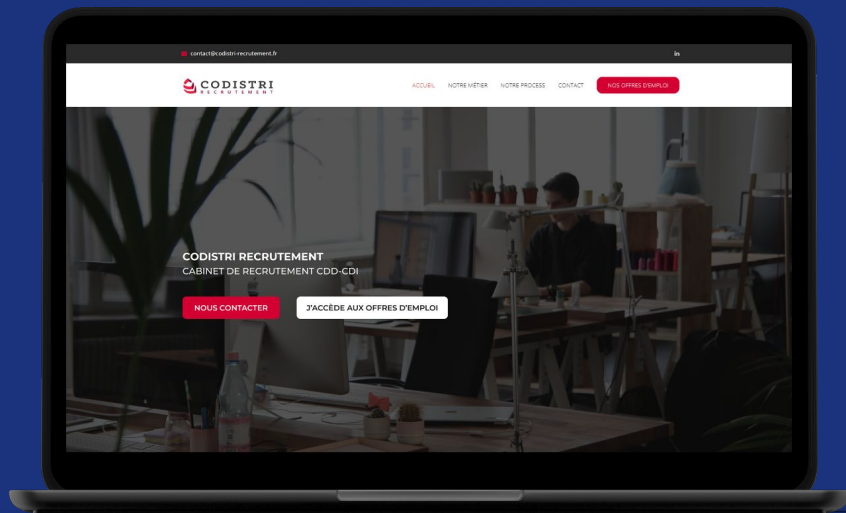 contact@codistri-recrutement.fr
in
CODISTRI
RECRUTEMENT
ACCUEIL NOTRE MÉTIER NOTRE PROCESS CONTACT NOS OFFRES D'EMPLOI
CODISTRI RECRUTEMENT
CABINET DE RECRUTEMENT CDD-CDI
NOUS CONTACTER J'ACCÈDE AUX OFFRES D'EMPLOI